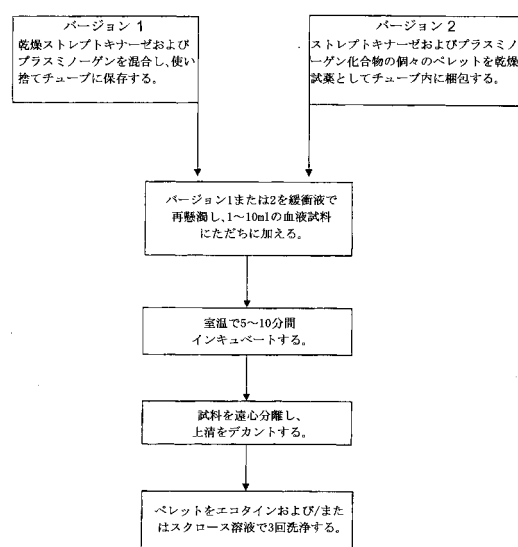 バージョン 1
乾燥ストレプトキナーゼおよび
プラスミノーゲンを混合し、使い
捨てチューブに保存する。
バージョン 2
ストレプトキナーゼおよびプラスミノ
ーゲン化合物の個々のペレットを乾燥
試薬としてチューブ内に梱包する。
バージョン1または2を緩衝液で
再懸濁し、1~10mlの血液試料
にただちに加える。
室温で5~10分間
インキュベートする。
試料を遠心分離し、
上清をデカントする。
ペレットをエコタインおよび/また
はスクロース溶液で3回洗浄する。